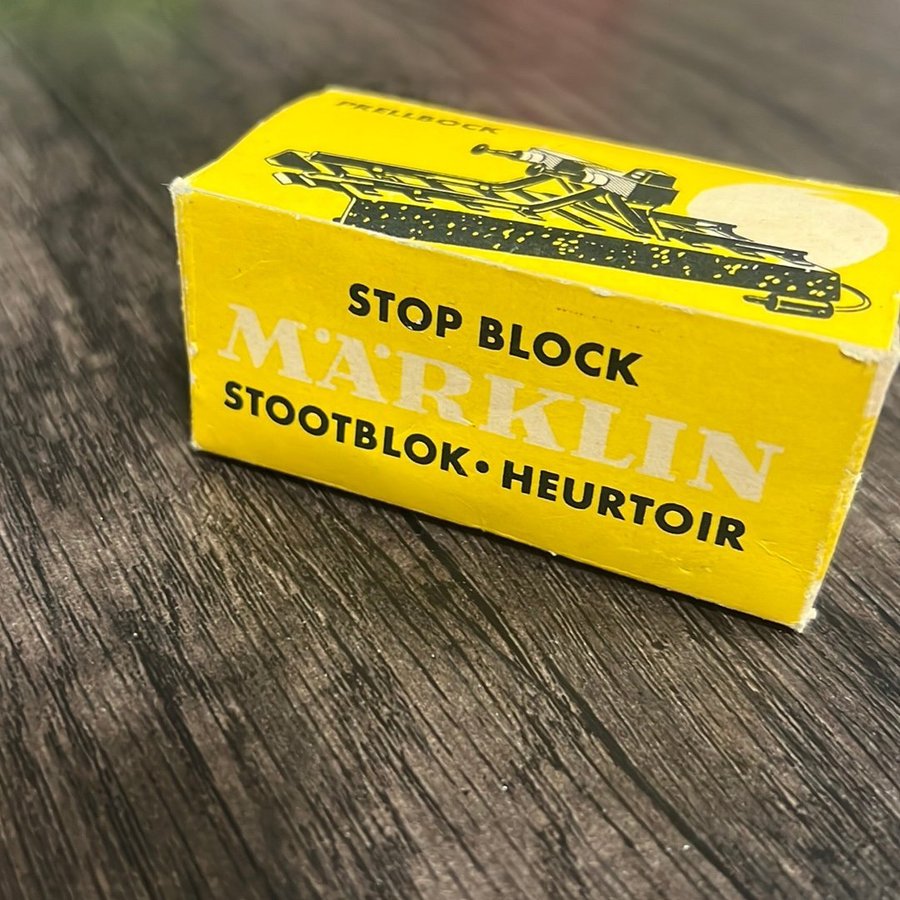 PRELLBOCK
STOP BLOCK
MÄRKLIN
STOOTBLOK • HEURTOIR